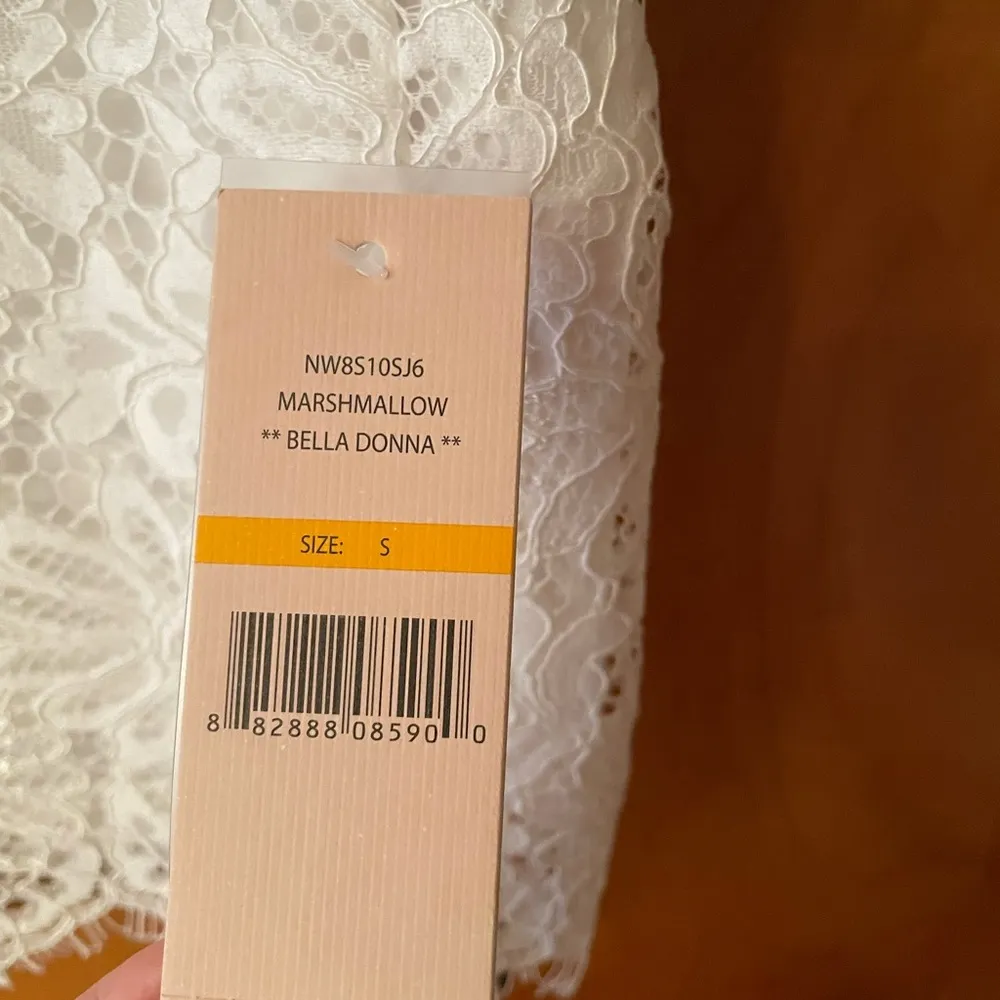 NW8S10SJ6
MARSHMALLOW
** BELLA DONNA **
SIZE: S
8 82888 08590 0